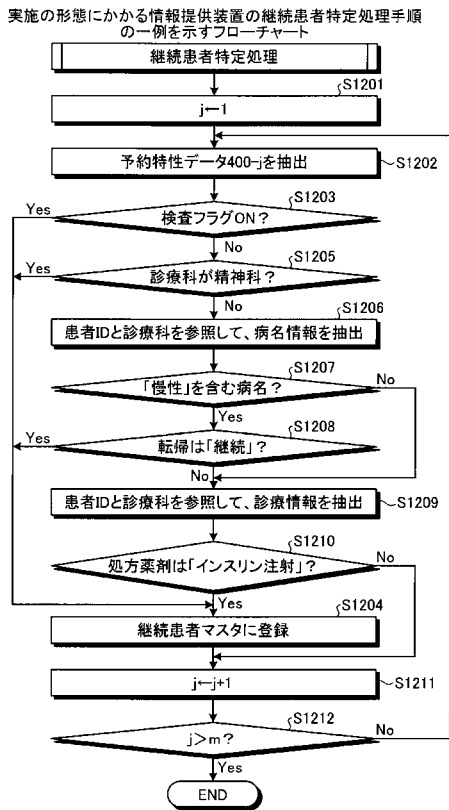 実施の形態にかかる情報提供装置の継続患者特定処理手順
の一例を示すフローチャート
継続患者特定処理
S1201
j←1
予約特性データ400-jを抽出
S1202
S1203
Yes
検査フラグON？
No
S1205
Yes
診療科が精神科？
No
S1206
患者IDと診療科を参照して、病名情報を抽出
S1207
「慢性」を含む病名？
No
Yes
S1208
Yes
転帰は「継続」？
No
患者IDと診療科を参照して、診療情報を抽出
S1209
S1210
処方薬剤は「インスリン注射」？
No
Yes
S1204
継続患者マスタに登録
j←j+1
S1211
S1212
j＞m？
No
Yes
END